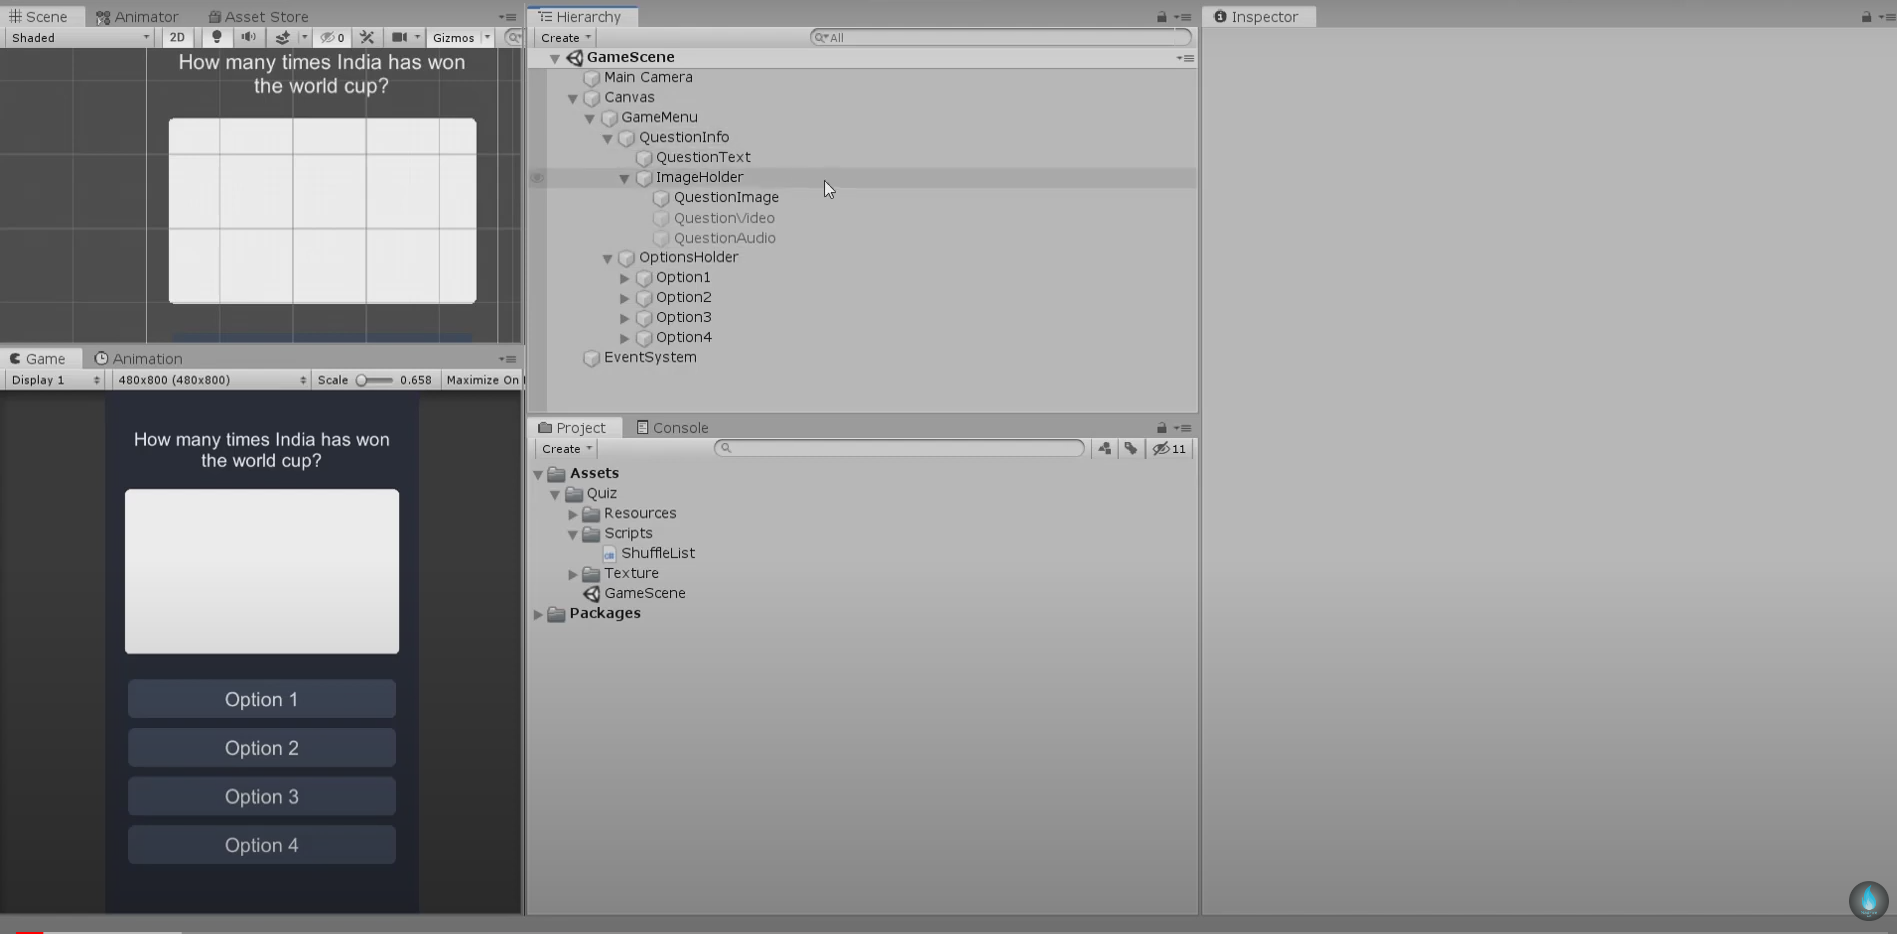 Scene
Animator
Asset Store
Shaded
2D
0
Gizmos
How many times India has won
the world cup?
Game
Animation
Display 1
480x800 (480x800)
Scale
0.658
Maximize On
How many times India has won
the world cup?
Option 1
Option 2
Option 3
Option 4
Hierarchy
Create
All
GameScene
Main Camera
Canvas
GameMenu
QuestionInfo
QuestionText
ImageHolder
QuestionImage
QuestionVideo
QuestionAudio
OptionsHolder
Option1
Option2
Option3
Option4
EventSystem
Project
Console
Create
11
Assets
Quiz
Resources
Scripts
ShuffleList
Texture
GameScene
Packages
Inspector